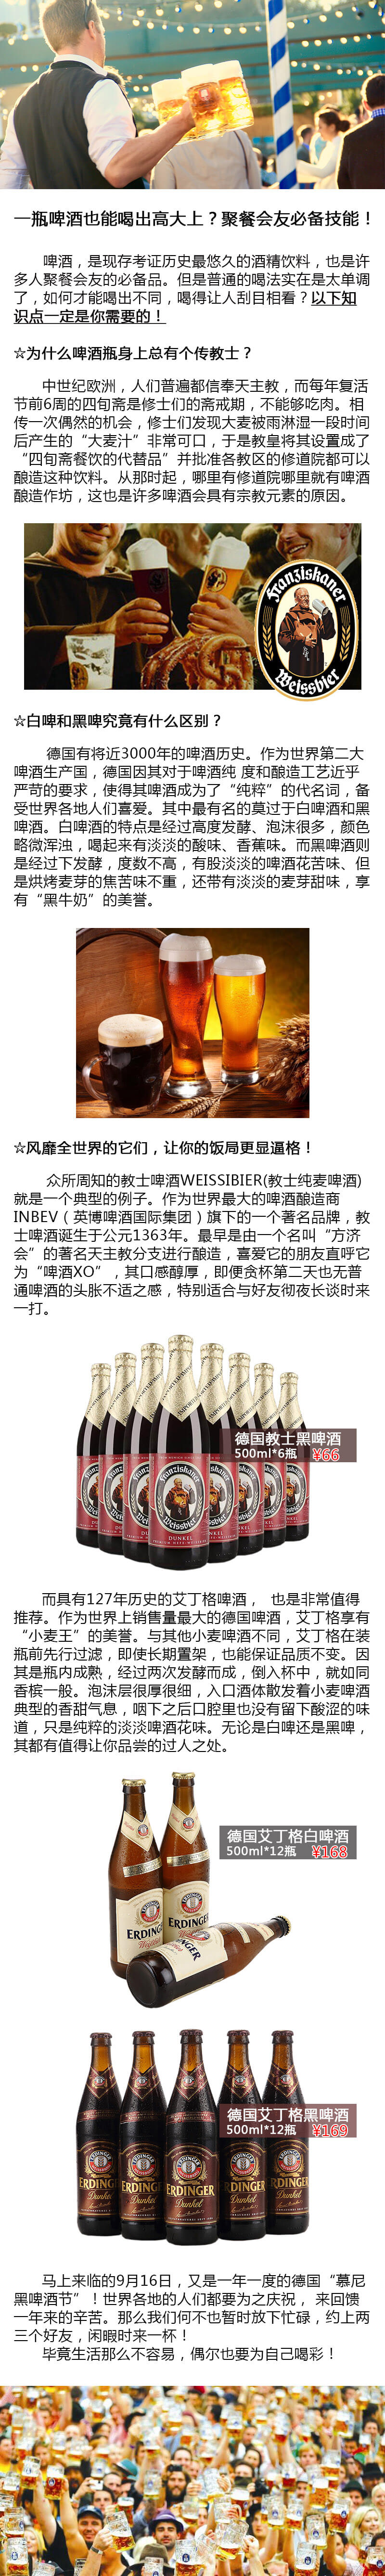 一瓶啤酒也能喝出高大上？聚餐会友必备技能！
啤酒，是现存考证历史最悠久的酒精饮料，也是许
多人聚餐会友的必备品。但是普通的喝法实在是太单调
了，如何才能喝出不同，喝得让人刮目相看？以下知
识点一定是你需要的！
☆为什么啤酒瓶身上总有个传教士？
中世纪欧洲，人们普遍都信奉天主教，而每年复活
节前6周的四旬斋是修士们的斋戒期，不能够吃肉。相
传一次偶然的机会，修士们发现大麦被雨淋湿一段时间
后产生的“大麦汁”非常可口，于是教皇将其设置成了
“四旬斋餐饮的代替品”并批准各教区的修道院都可以
酿造这种饮料。从那时起，哪里有修道院哪里就有啤酒
酿造作坊，这也是许多啤酒会具有宗教元素的原因。
Franziskaner
Weissbier
☆白啤和黑啤究竟有什么区别？
德国有将近3000年的啤酒历史。作为世界第二大
啤酒生产国，德国因其对于啤酒纯 度和酿造工艺近乎
严苛的要求，使得其啤酒成为了“纯粹”的代名词，备
受世界各地人们喜爱。其中最有名的莫过于白啤酒和黑
啤酒。白啤酒的特点是经过高度发酵、泡沫很多，颜色
略微浑浊，喝起来有淡淡的酸味、香蕉味。而黑啤酒则
是经过下发酵，度数不高，有股淡淡的啤酒花苦味、但
是烘烤麦芽的焦苦味不重，还带有淡淡的麦芽甜味，享
有“黑牛奶”的美誉。
☆风靡全世界的它们，让你的饭局更显逼格！
众所周知的教士啤酒WEISSIBIER(教士纯麦啤酒)
就是一个典型的例子。作为世界最大的啤酒酿造商
INBEV（英博啤酒国际集团）旗下的一个著名品牌，教
士啤酒诞生于公元1363年。最早是由一个名叫“方济
会”的著名天主教分支进行酿造，喜爱它的朋友直呼它
为“啤酒XO”，其口感醇厚，即便贪杯第二天也无普
通啤酒的头胀不适之感，特别适合与好友彻夜长谈时来
一打。
德国教士黑啤酒
500ml*6瓶 ¥66
Franziskaner
Weissbier
DUNKEL
而具有127年历史的艾丁格啤酒， 也是非常值得
推荐。作为世界上销售量最大的德国啤酒，艾丁格享有
“小麦王”的美誉。与其他小麦啤酒不同，艾丁格在装
瓶前先行过滤，即使长期置架，也能保证品质不变。因
其是瓶内成熟，经过两次发酵而成，倒入杯中，就如同
香槟一般。泡沫层很厚很细，入口酒体散发着小麦啤酒
典型的香甜气息，咽下之后口腔里也没有留下酸涩的味
道，只是纯粹的淡淡啤酒花味。无论是白啤还是黑啤，
其都有值得让你品尝的过人之处。
德国艾丁格白啤酒
500ml*12瓶 ¥168
ERDINGER
德国艾丁格黑啤酒
500ml*12瓶 ¥169
ERDINGER
Dunkel
马上来临的9月16日，又是一年一度的德国“慕尼
黑啤酒节”！世界各地的人们都要为之庆祝， 来回馈
一年来的辛苦。那么我们何不也暂时放下忙碌，约上两
三个好友，闲暇时来一杯！
毕竟生活那么不容易，偶尔也要为自己喝彩！